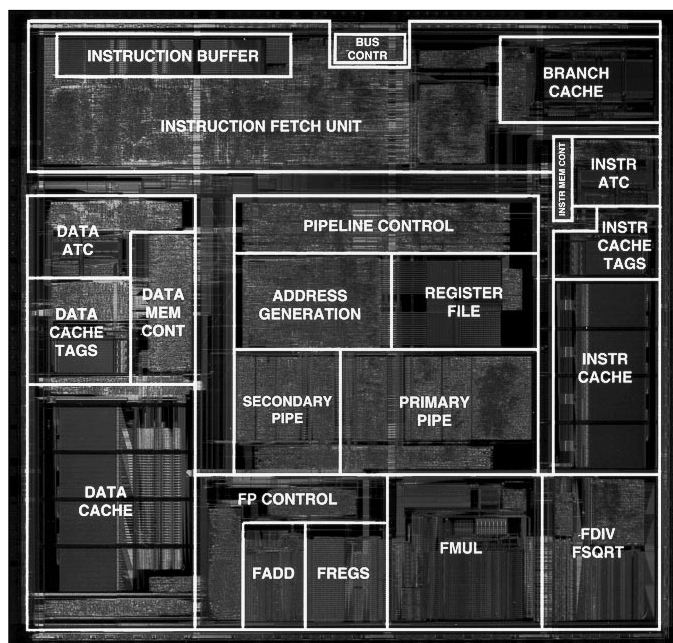 INSTRUCTION BUFFER
BUS
CONTR
BRANCH
CACHE
INSTRUCTION FETCH UNIT
INSTR MEM CONT
INSTR
ATC
DATA
ATC
PIPELINE CONTROL
INSTR
CACHE
TAGS
DATA
CACHE
TAGS
DATA
MEM
CONT
ADDRESS
GENERATION
REGISTER
FILE
INSTR
CACHE
SECONDARY
PIPE
PRIMARY
PIPE
DATA
CACHE
FP CONTROL
FADD
FREGS
FMUL
FDIV
FSQRT